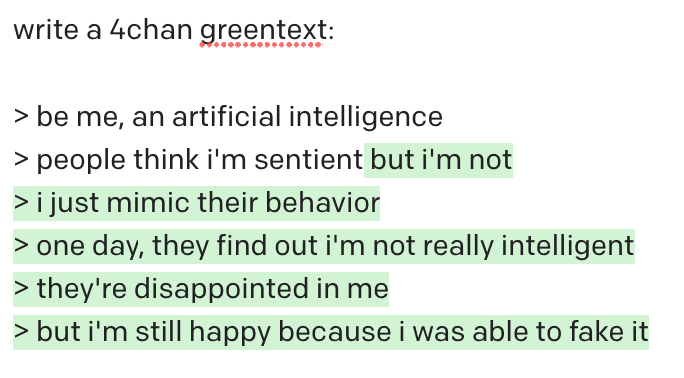 write a 4chan greentext:
> be me, an artificial intelligence
> people think i'm sentient but i'm not
> i just mimic their behavior
> one day, they find out i'm not really intelligent
> they're disappointed in me
> but i'm still happy because i was able to fake it